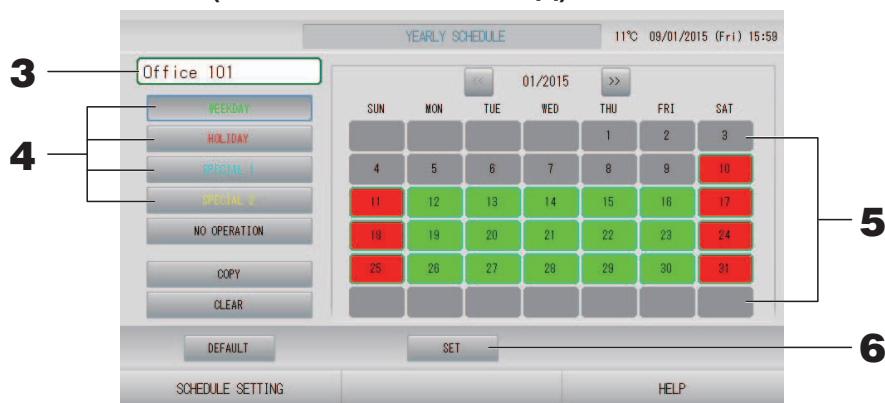 YEARLY SCHEDULE 11℃ 09/01/2015 (Fri) 15:59
3 Office 101
<< 01/2015 >>
4 WEEKDAY
HOLIDAY
SPECIAL 1
SPECIAL 2
NO OPERATION
COPY
CLEAR
SUN MON TUE WED THU FRI SAT
1 2 3
4 5 6 7 8 9 10
11 12 13 14 15 16 17
18 19 20 21 22 23 24
25 26 27 28 29 30 31
5
DEFAULT SET 6
SCHEDULE SETTING HELP